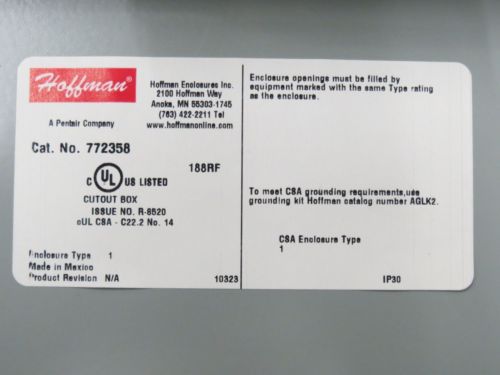 Hoffman®
A Pentair Company
Hoffman Enclosures Inc.
2100 Hoffman Way
Anoka, MN 55303-1745
(763) 422-2211 Tel
www.hoffmanonline.com
Cat. No. 772358
188RF
C UL US LISTED
CUTOUT BOX
ISSUE NO. R-8520
cUL CSA - C22.2 No. 14
Enclosure Type 1
Made in Mexico
Product Revision N/A
10323
Enclosure openings must be filled by
equipment marked with the same Type rating
as the enclosure.
To meet CSA grounding requirements,use
grounding kit Hoffman catalog number AGLK2.
CSA Enclosure Type
1
IP30